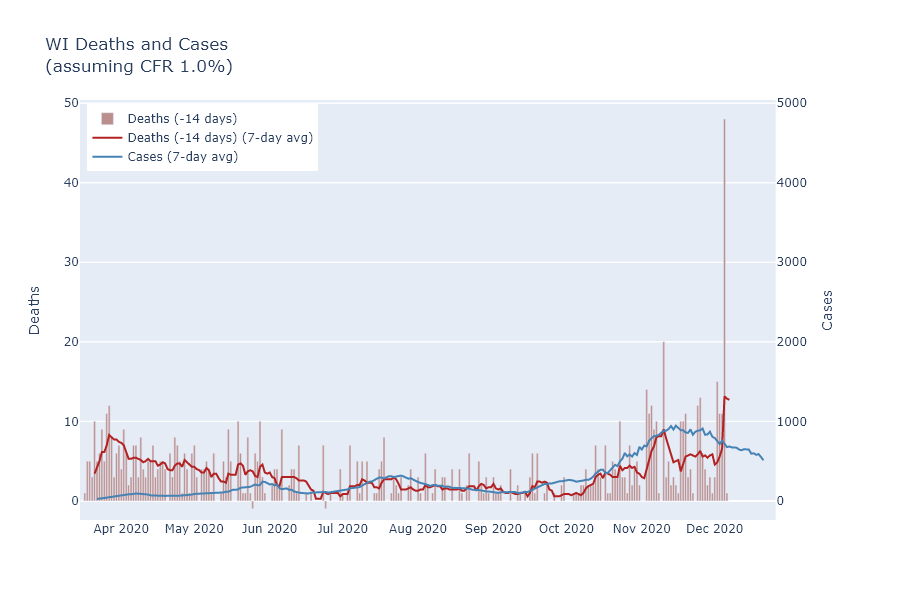 WI Deaths and Cases
(assuming CFR 1.0%)
Deaths (-14 days)
Deaths (-14 days) (7-day avg)
Cases (7-day avg)
50
40
30
20
10
0
Deaths
5000
4000
3000
2000
1000
0
Cases
Apr 2020 May 2020 Jun 2020 Jul 2020 Aug 2020 Sep 2020 Oct 2020 Nov 2020 Dec 2020